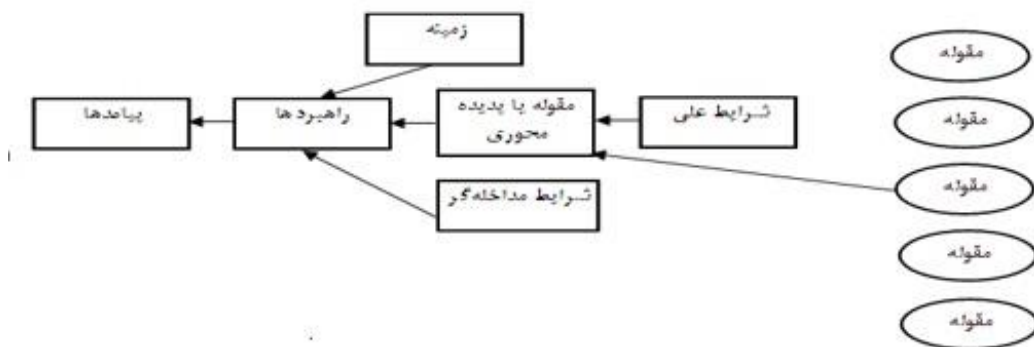 زمینه
مقوله
مقوله
شرایط علی
مقوله یا پدیده
محوری
راهبردها
پیامدها
مقوله
شرایط مداخله‌گر
مقوله
مقوله